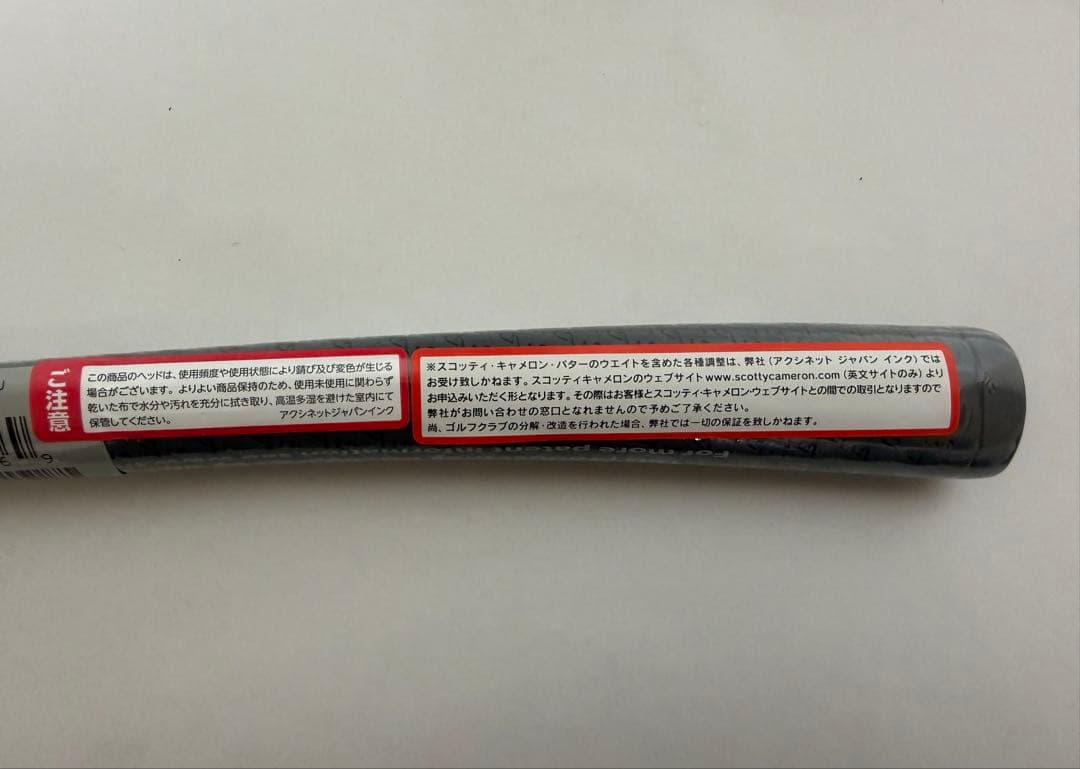 ご注意
この商品のヘッドは、使用頻度や使用状態により錆及び変色が生じる
場合がございます。よりよい商品保持のため、使用未使用に関わらず
乾いた布で水分や汚れを充分に拭き取り、高温多湿を避けた室内にて
保管してください。
アクシネットジャパンインク
※スコッティ・キャメロン・パターのウエイトを含めた各種調整は、弊社（アクシネット ジャパン インク）では
お受け致しかねます。スコッティキャメロンのウェブサイトwww.scottycameron.com（英文サイトのみ）より
お申込みいただく形となります。その際はお客様とスコッティ・キャメロン・ウェブサイトとの間での取引となりますので
弊社がお問い合わせの窓口となれませんので予めご了承ください。
尚、ゴルフクラブの分解・改造を行われた場合、弊社では一切の保証を致しかねます。
For more patent information
9